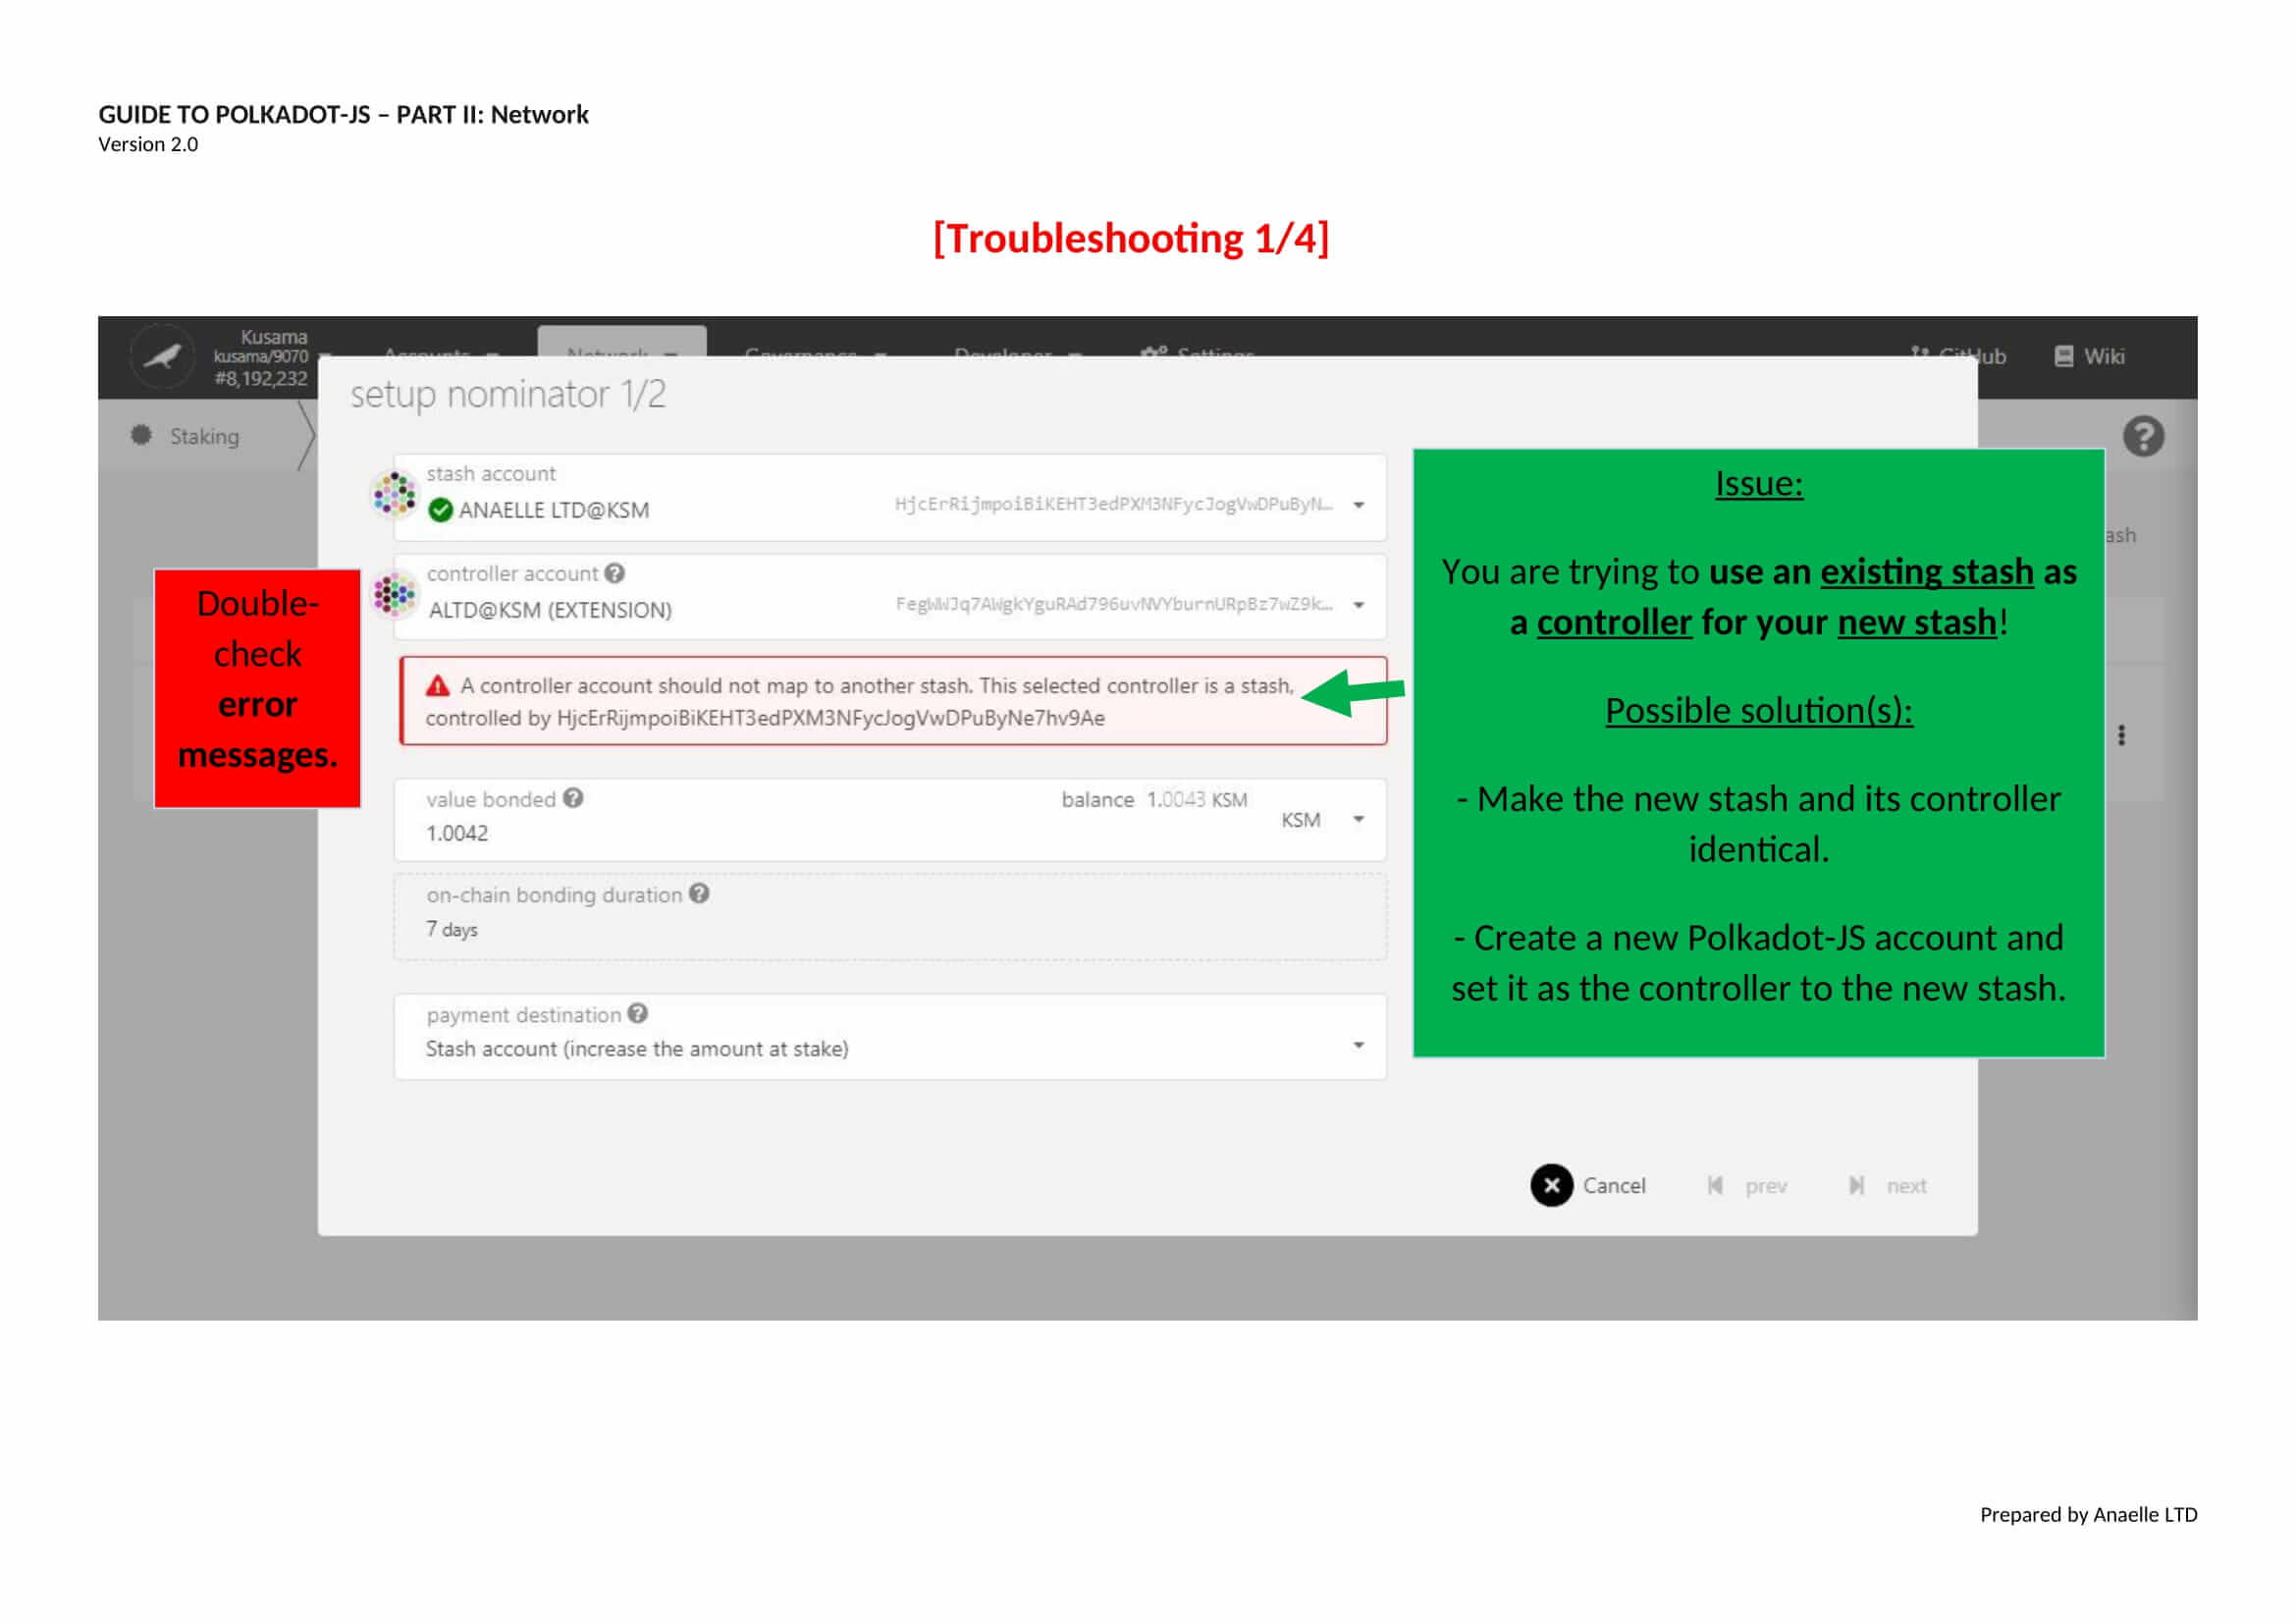 GUIDE TO POLKADOT-JS – PART II: Network
Version 2.0
[Troubleshooting 1/4]
Kusama
kusama/9070
#8,192,232
Accounts
Network
Governance
Developer
Settings
GitHub
Wiki
Staking
setup nominator 1/2
stash account
ANAELLE LTD@KSM
HjcErRijmpoiBiKEHT3edPXM3NFycJogVwDPuByN…
controller account
ALTD@KSM (EXTENSION)
FegWWJq7AWgkYguRAd796uvNVYburnURpBz7wZ9k…
A controller account should not map to another stash. This selected controller is a stash,
controlled by HjcErRijmpoiBiKEHT3edPXM3NFycJogVwDPuByNe7hv9Ae
value bonded
1.0042
balance 1.0043 KSM
KSM
on-chain bonding duration
7 days
payment destination
Stash account (increase the amount at stake)
Cancel
prev
next
Double-
check
error
messages.
Issue:
You are trying to use an existing stash as
a controller for your new stash!
Possible solution(s):
- Make the new stash and its controller
identical.
- Create a new Polkadot-JS account and
set it as the controller to the new stash.
ash
Prepared by Anaelle LTD